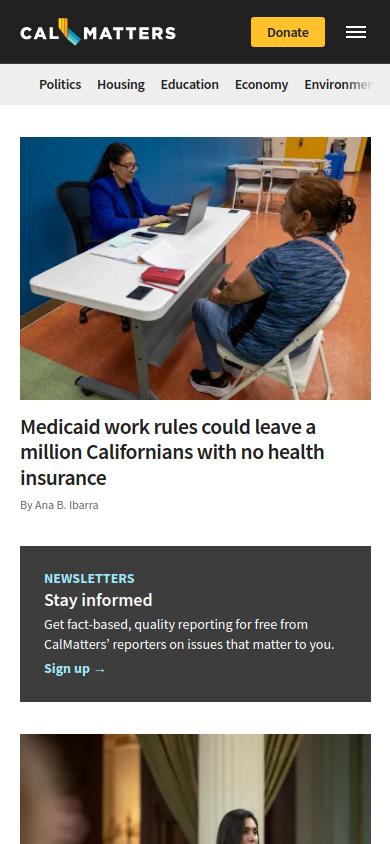 CAL MATTERS
Donate
Politics Housing Education Economy
Medicaid work rules could leave a
million Californians with no health
insurance
By Ana B. Ibarra
NEWSLETTERS
Stay informed
Get fact-based, quality reporting for free from
CalMatters’ reporters on issues that matter to you.
Sign up →